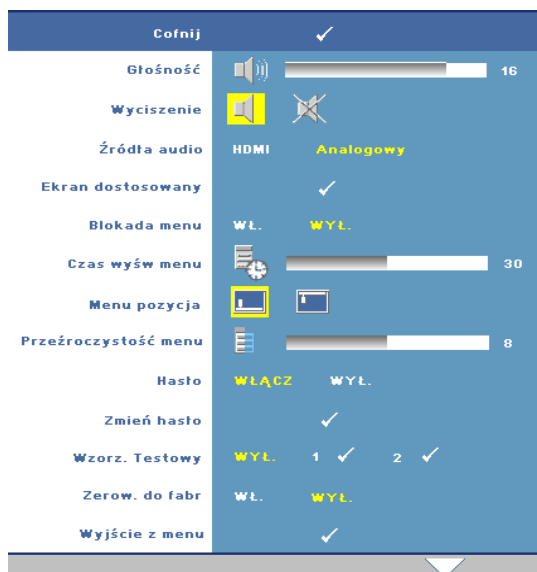 Cofnij
Głośność 16
Wyciszenie
Źródła audio HDMI Analogowy
Ekran dostosowany
Blokada menu WŁ. WYŁ.
Czas wyśw menu 30
Menu pozycja
Przeźroczystość menu 8
Hasło WŁĄCZ WYŁ.
Zmień hasło
Wzorz. Testowy WYŁ. 1 2
Zerow. do fabr WŁ. WYŁ.
Wyjście z menu